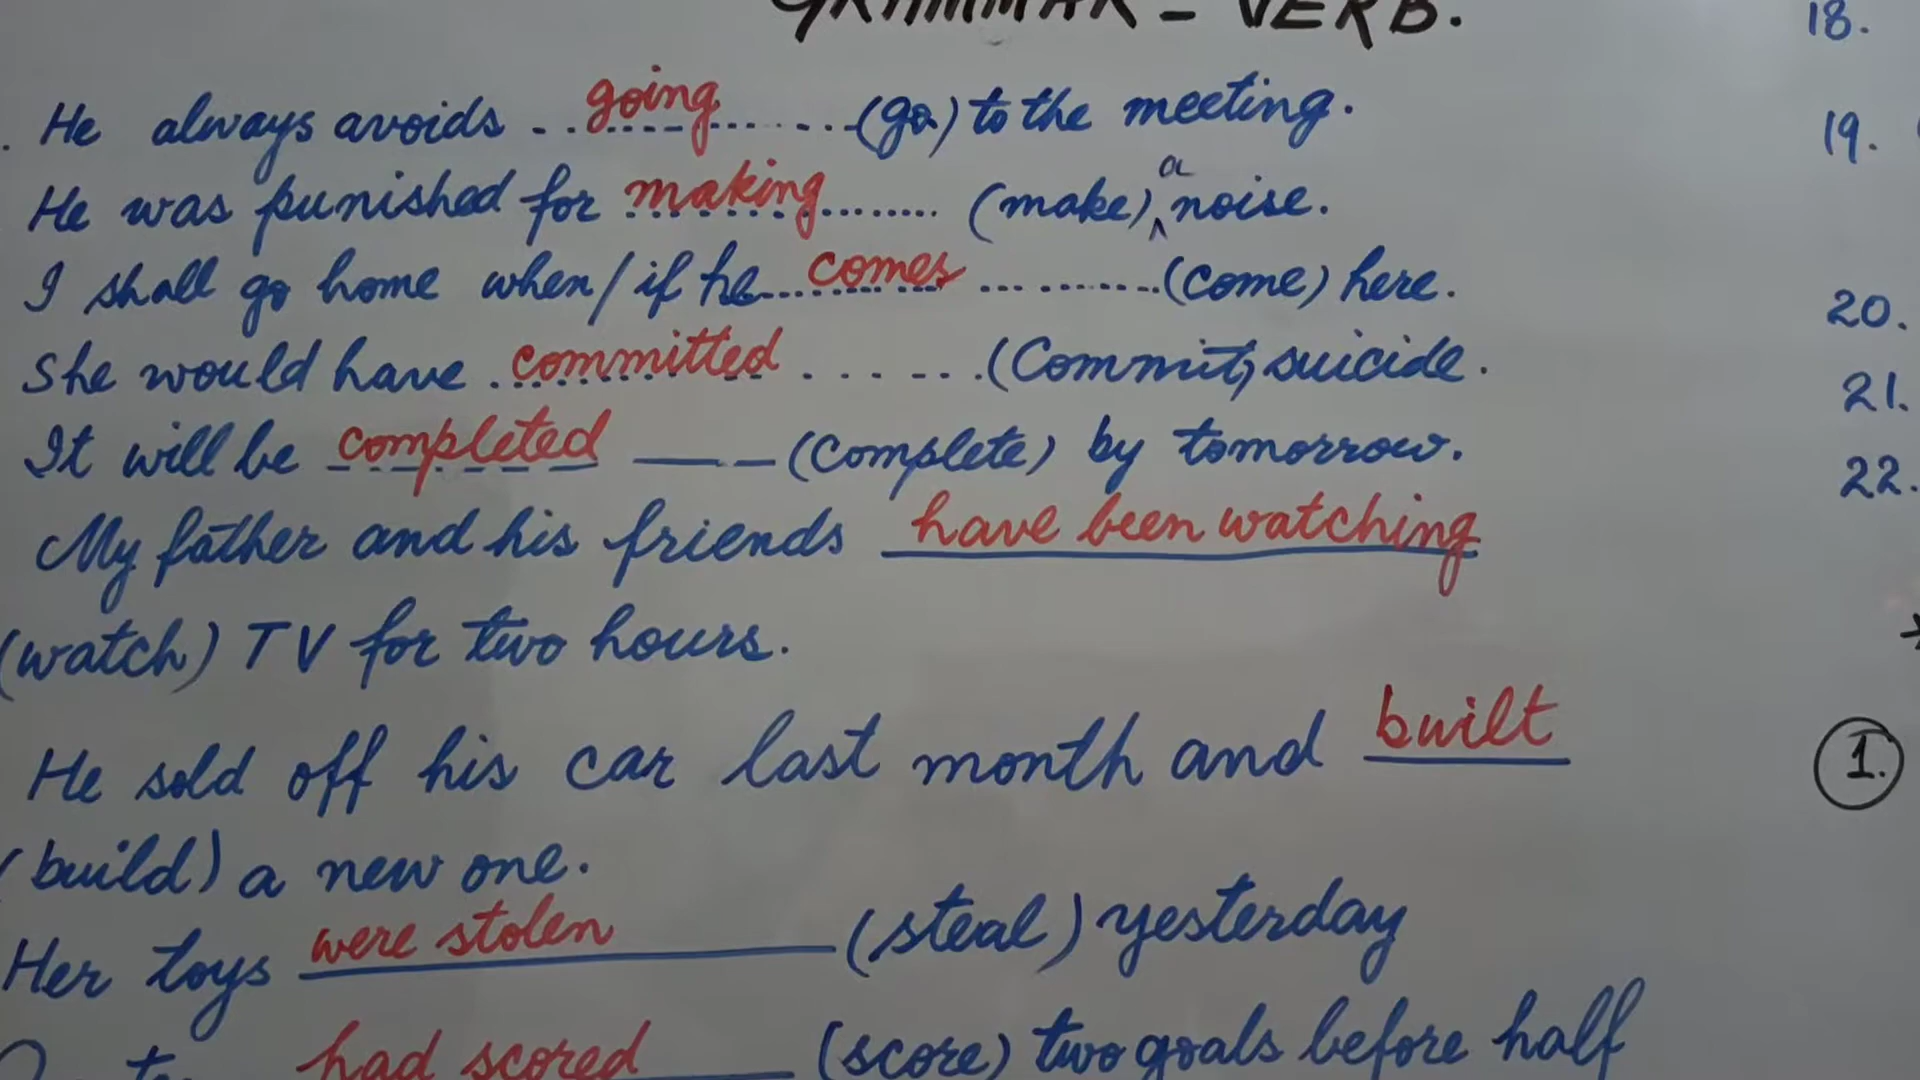 GRAMMAR - VERB.
. He always avoids ............ going (go) to the meeting.
He was punished for making ............ (make) a noise.
I shall go home when/if he comes ............ (come) here.
She would have committed ............ (Commit) suicide.
It will be completed ------ (Complete) by tomorrow.
My father and his friends have been watching
(watch) TV for two hours.
He sold off his car last month and built
(build) a new one.
Her toys were stolen (steal) yesterday
had scored (score) two goals before half
18.
19.
20.
21.
22.
1.